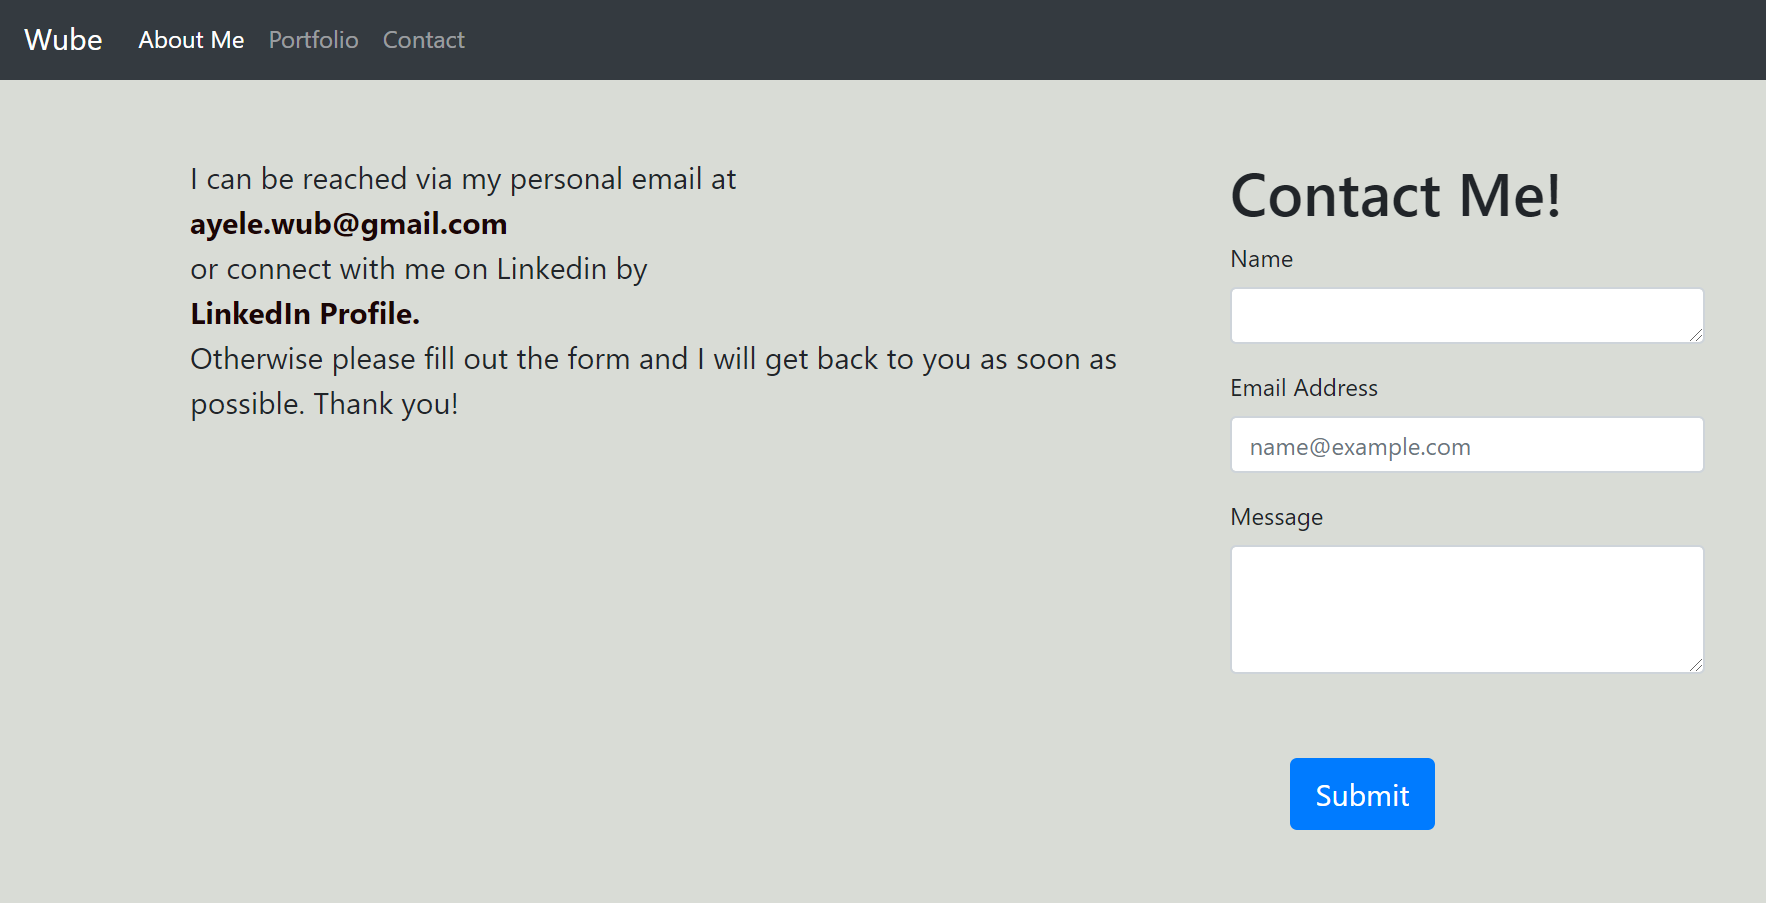 Wube About Me Portfolio Contact
I can be reached via my personal email at
ayele.wub@gmail.com
or connect with me on Linkedin by
LinkedIn Profile.
Otherwise please fill out the form and I will get back to you as soon as
possible. Thank you!
Contact Me!
Name
Email Address
name@example.com
Message
Submit